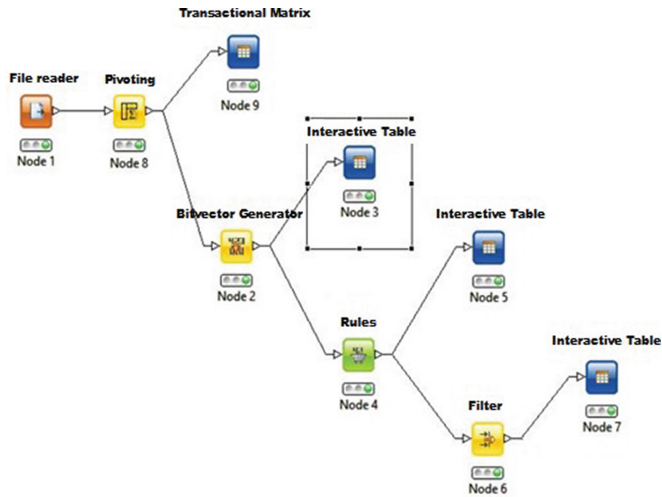 Transactional Matrix
File reader
Pivoting
Node 9
Node 1
Node 8
Interactive Table
Node 3
Bitvector Generator
Interactive Table
Node 2
Node 5
Rules
Interactive Table
Node 4
Filter
Node 7
Node 6